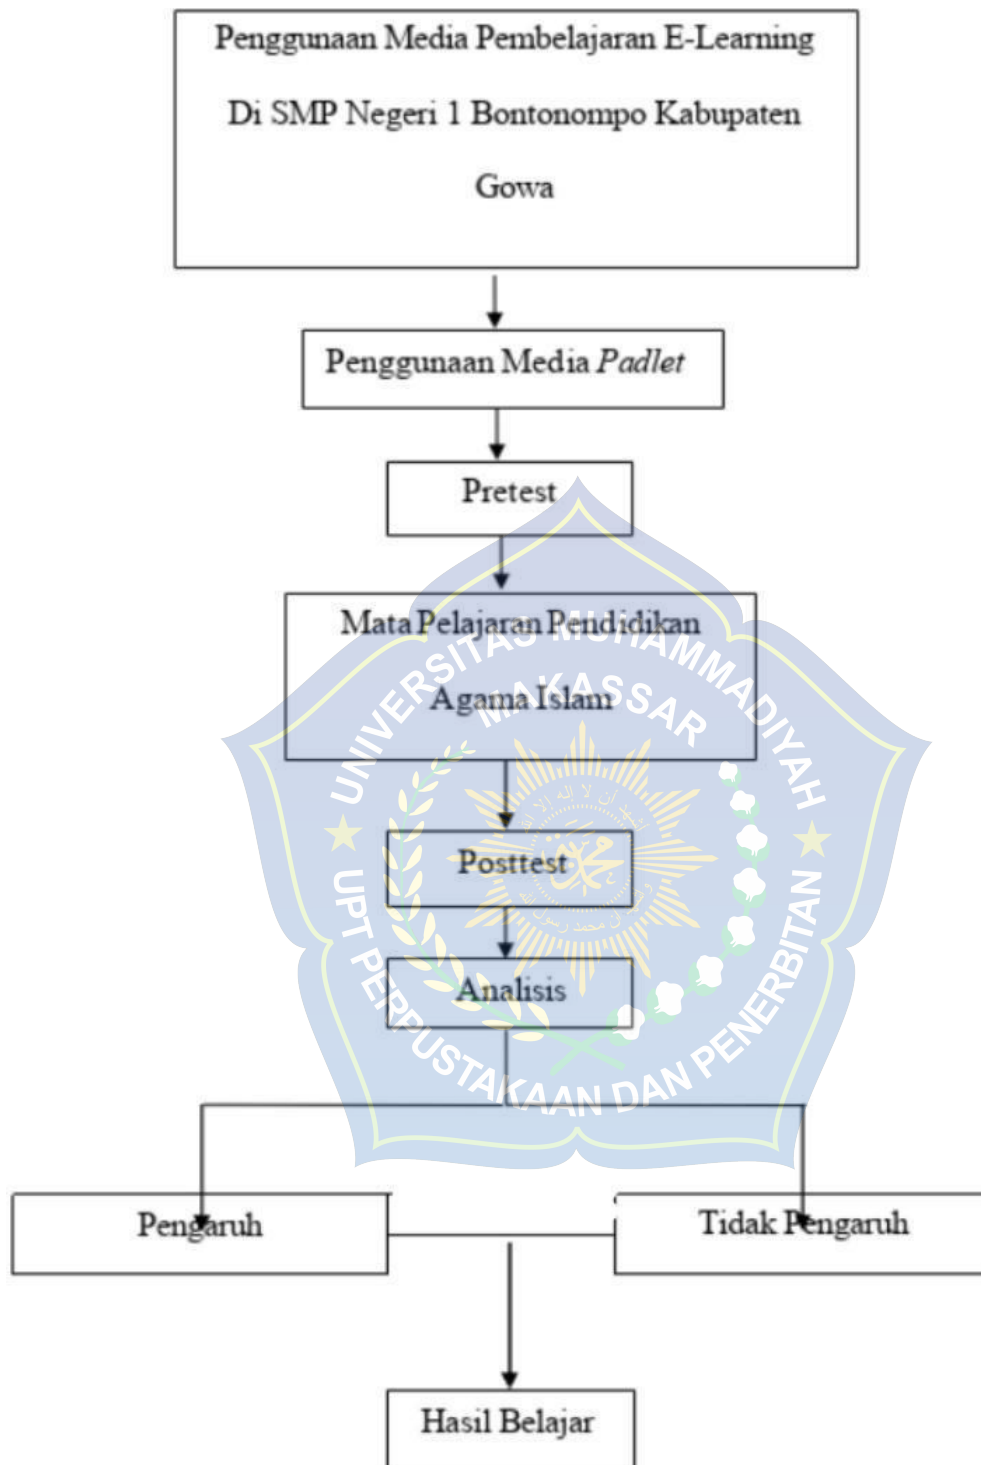 Penggunaan Media Pembelajaran E-Learning
Di SMP Negeri 1 Bontonompo Kabupaten
Gowa
Penggunaan Media Padlet
Pretest
Mata Pelajaran Pendidikan
Agama Islam
UNIVERSITAS MUHAMMADIYAH
MAKASSAR
Posttest
Analisis
UPT PERPUSTAKAAN DAN PENERBITAN
Pengaruh
Tidak Pengaruh
Hasil Belajar